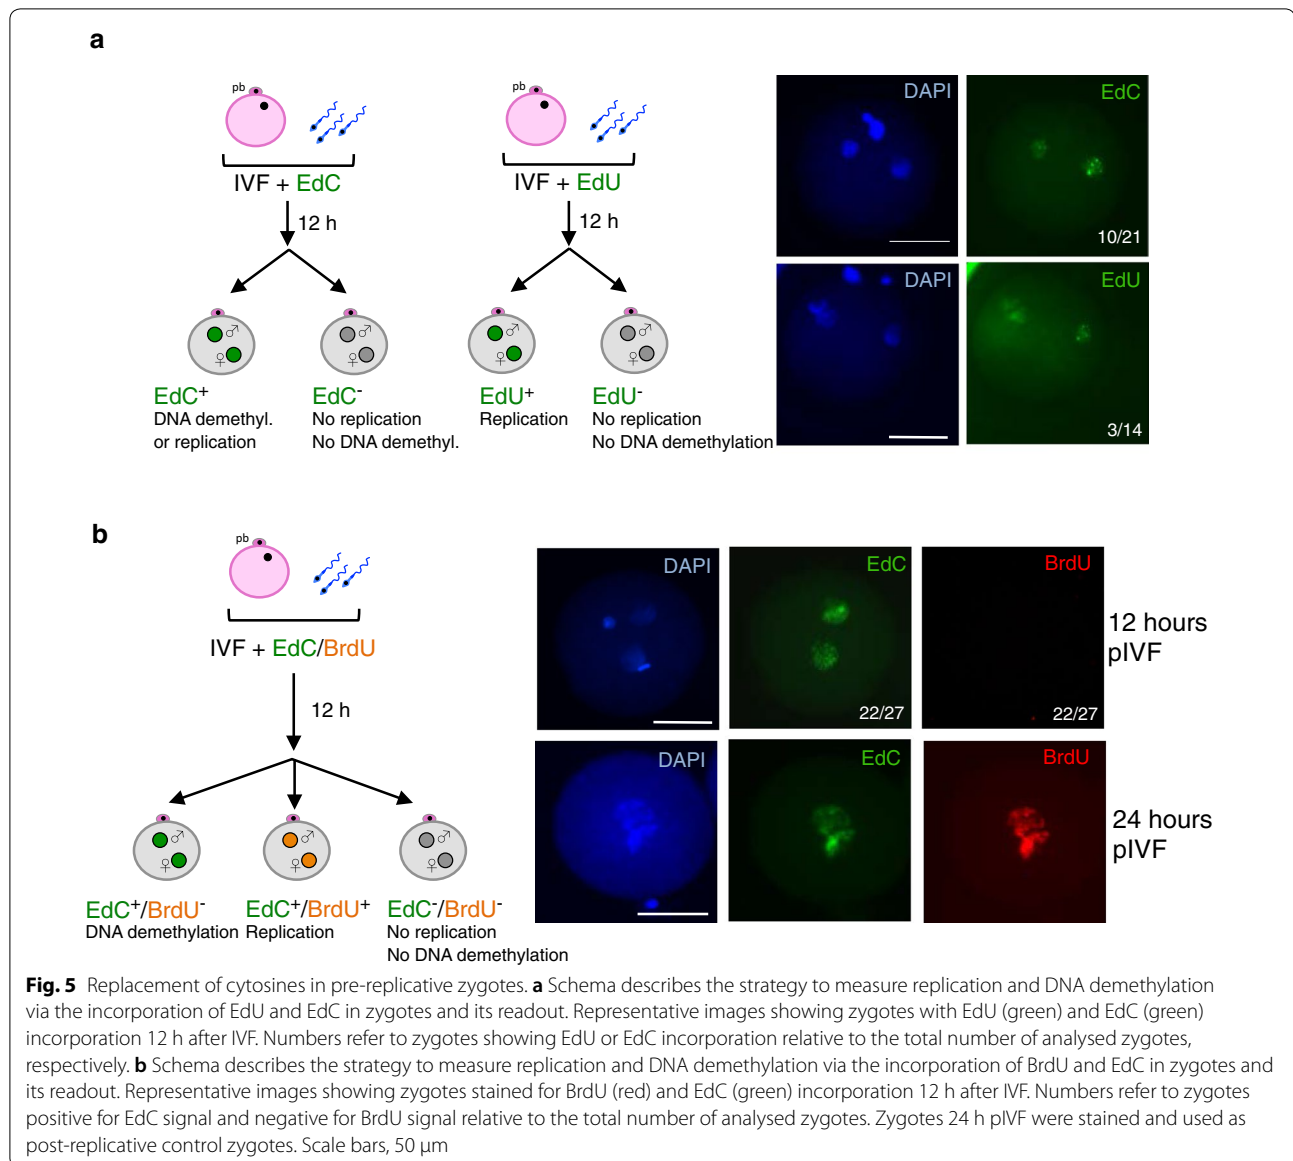 a
pb
IVF + EdC
12 h
♂
♀
♂
♀
EdC+
DNA demethyl.
or replication
EdC-
No replication
No DNA demethyl.
pb
IVF + EdU
12 h
♂
♀
♂
♀
EdU+
Replication
EdU-
No replication
No DNA demethylation
DAPI
EdC
10/21
DAPI
EdU
3/14
b
pb
IVF + EdC/BrdU
12 h
♂
♀
♂
♀
♂
♀
EdC+/BrdU-
DNA demethylation
EdC+/BrdU+
Replication
EdC-/BrdU-
No replication
No DNA demethylation
DAPI
EdC
22/27
BrdU
22/27
12 hours
pIVF
DAPI
EdC
BrdU
24 hours
pIVF
Fig. 5 Replacement of cytosines in pre-replicative zygotes. a Schema describes the strategy to measure replication and DNA demethylation
via the incorporation of EdU and EdC in zygotes and its readout. Representative images showing zygotes with EdU (green) and EdC (green)
incorporation 12 h after IVF. Numbers refer to zygotes showing EdU or EdC incorporation relative to the total number of analysed zygotes,
respectively. b Schema describes the strategy to measure replication and DNA demethylation via the incorporation of BrdU and EdC in zygotes and
its readout. Representative images showing zygotes stained for BrdU (red) and EdC (green) incorporation 12 h after IVF. Numbers refer to zygotes
positive for EdC signal and negative for BrdU signal relative to the total number of analysed zygotes. Zygotes 24 h pIVF were stained and used as
post-replicative control zygotes. Scale bars, 50 µm